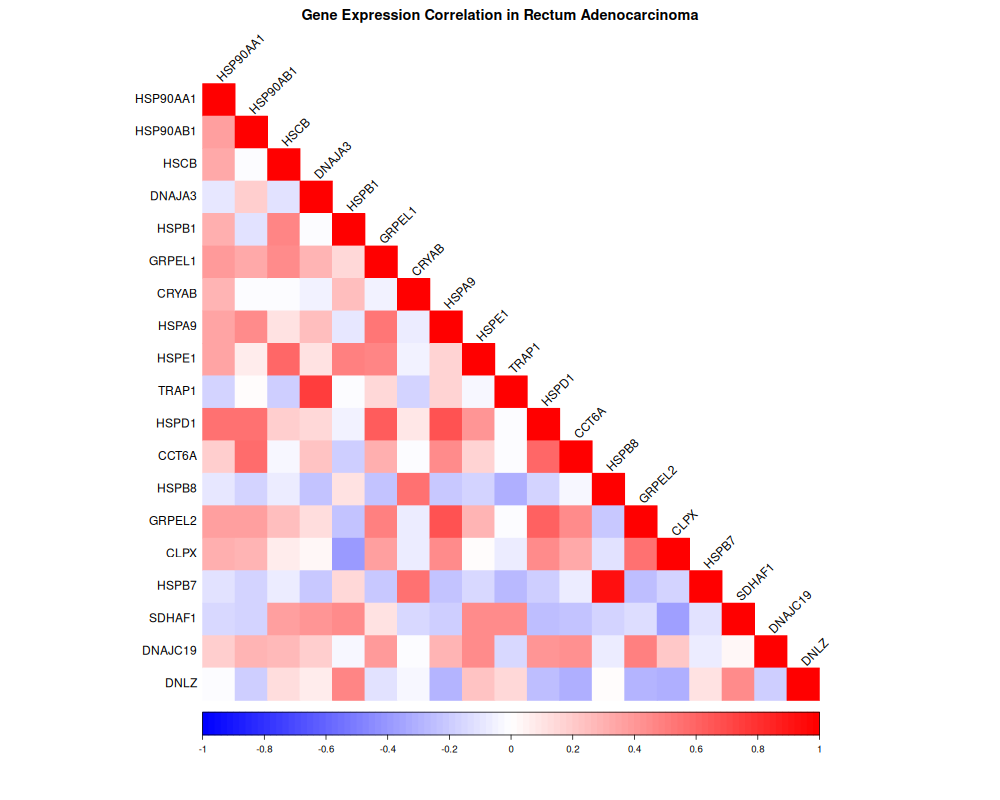 Gene Expression Correlation in Rectum Adenocarcinoma
HSP90AA1
HSP90AB1
HSCB
DNAJA3
HSPB1
GRPEL1
CRYAB
HSPA9
HSPE1
TRAP1
HSPD1
CCT6A
HSPB8
GRPEL2
CLPX
HSPB7
SDHAF1
DNAJC19
DNLZ
HSP90AA1
HSP90AB1
HSCB
DNAJA3
HSPB1
GRPEL1
CRYAB
HSPA9
HSPE1
TRAP1
HSPD1
CCT6A
HSPB8
GRPEL2
CLPX
HSPB7
SDHAF1
DNAJC19
DNLZ
-1 -0.8 -0.6 -0.4 -0.2 0 0.2 0.4 0.6 0.8 1